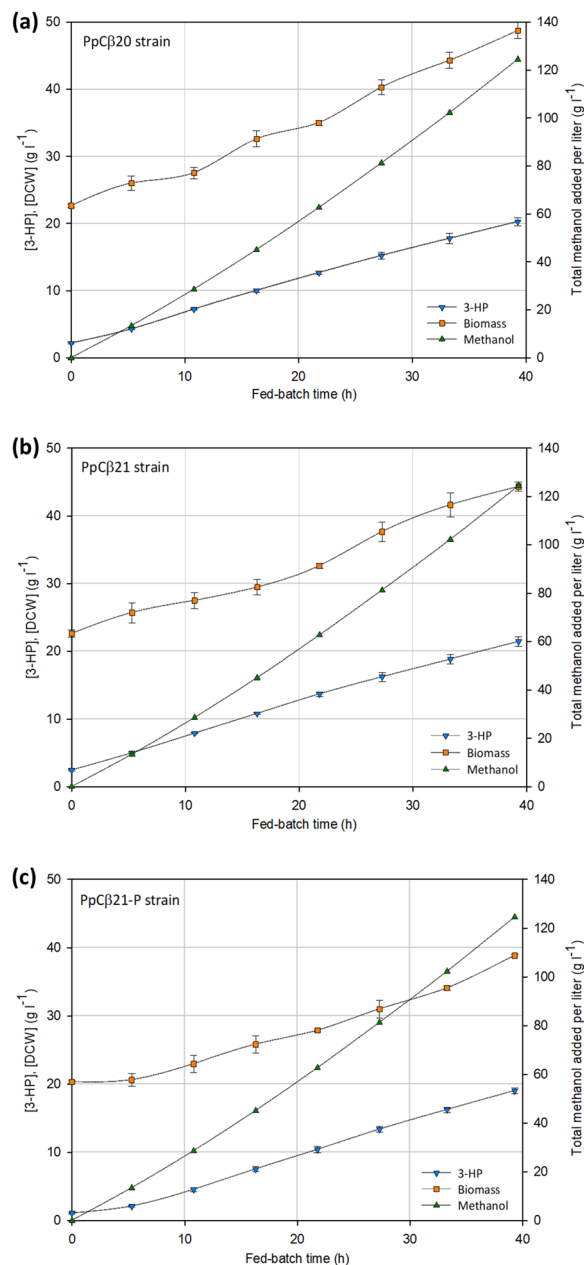 (a)
PpCβ20 strain
50
40
30
20
10
0
[3-HP], [DCW] (g l⁻¹)
140
120
100
80
60
40
20
0
Total methanol added per liter (g l⁻¹)
3-HP
Biomass
Methanol
0
10
20
30
40
Fed-batch time (h)
(b)
PpCβ21 strain
50
40
30
20
10
0
[3-HP], [DCW] (g l⁻¹)
140
120
100
80
60
40
20
0
Total methanol added per liter (g l⁻¹)
3-HP
Biomass
Methanol
0
10
20
30
40
Fed-batch time (h)
(c)
PpCβ21-P strain
50
40
30
20
10
0
[3-HP], [DCW] (g l⁻¹)
140
120
100
80
60
40
20
0
Total methanol added per liter (g l⁻¹)
3-HP
Biomass
Methanol
0
10
20
30
40
Fed-batch time (h)